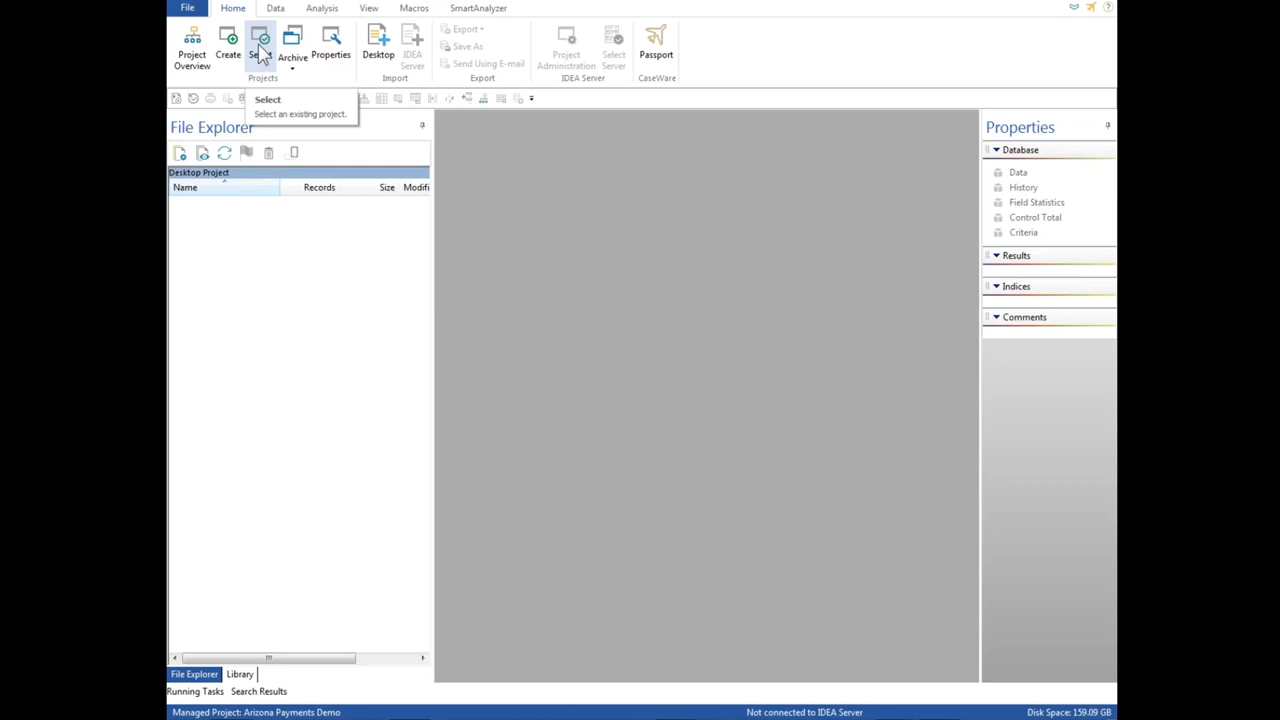 File Home Data Analysis View Macros SmartAnalyzer
Project Overview Create Select Archive Properties Desktop IDEA Server Export Save As Send Using E-mail Project Administration Select Server Passport
Projects Import Export IDEA Server CaseWare
Select
Select an existing project.
File Explorer
Desktop Project
Name Records Size Modifi
File Explorer Library
Running Tasks Search Results
Properties
Database
Data
History
Field Statistics
Control Total
Criteria
Results
Indices
Comments
Managed Project: Arizona Payments Demo Not connected to IDEA Server Disk Space: 159.09 GB